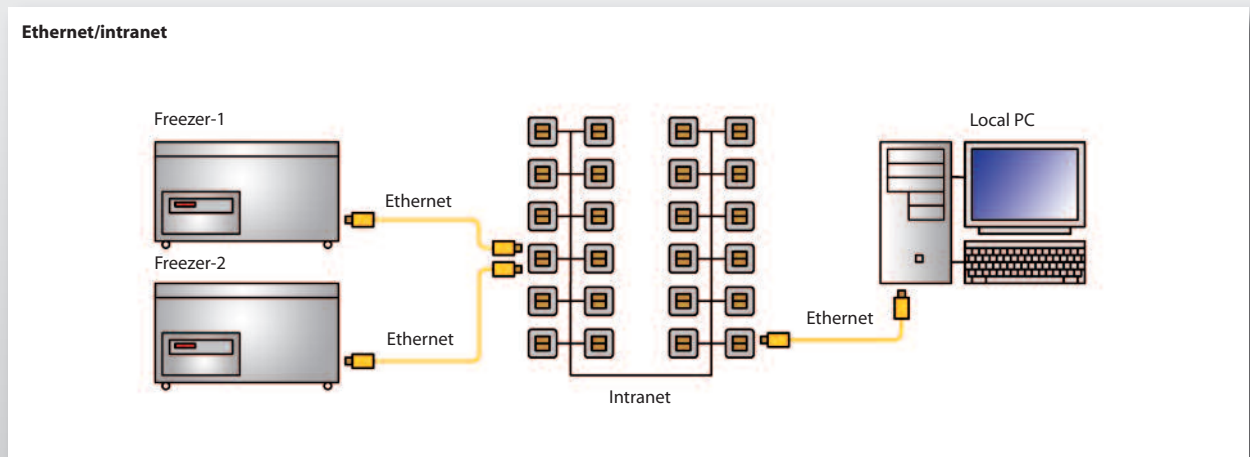 Ethernet/intranet
Freezer-1
Local PC
Ethernet
Freezer-2
Ethernet
Ethernet
Intranet